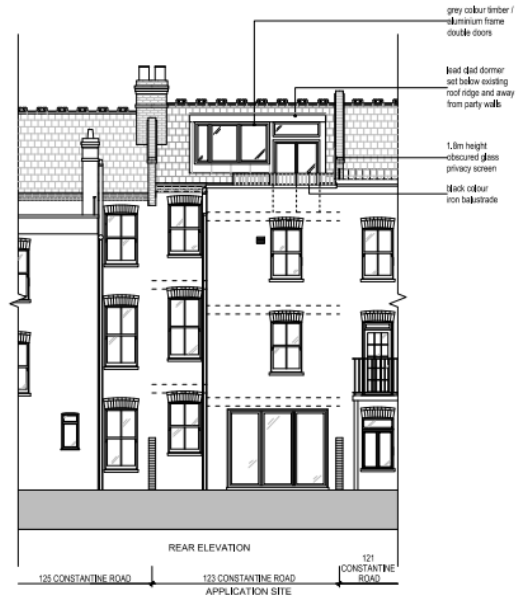 grey colour timber /
aluminium frame
double doors
lead clad dormer
set below existing
roof ridge and away
from party walls
1.8m height
obscured glass
privacy screen
black colour
iron balustrade
REAR ELEVATION
125 CONSTANTINE ROAD
123 CONSTANTINE ROAD
APPLICATION SITE
121
CONSTANTINE
ROAD